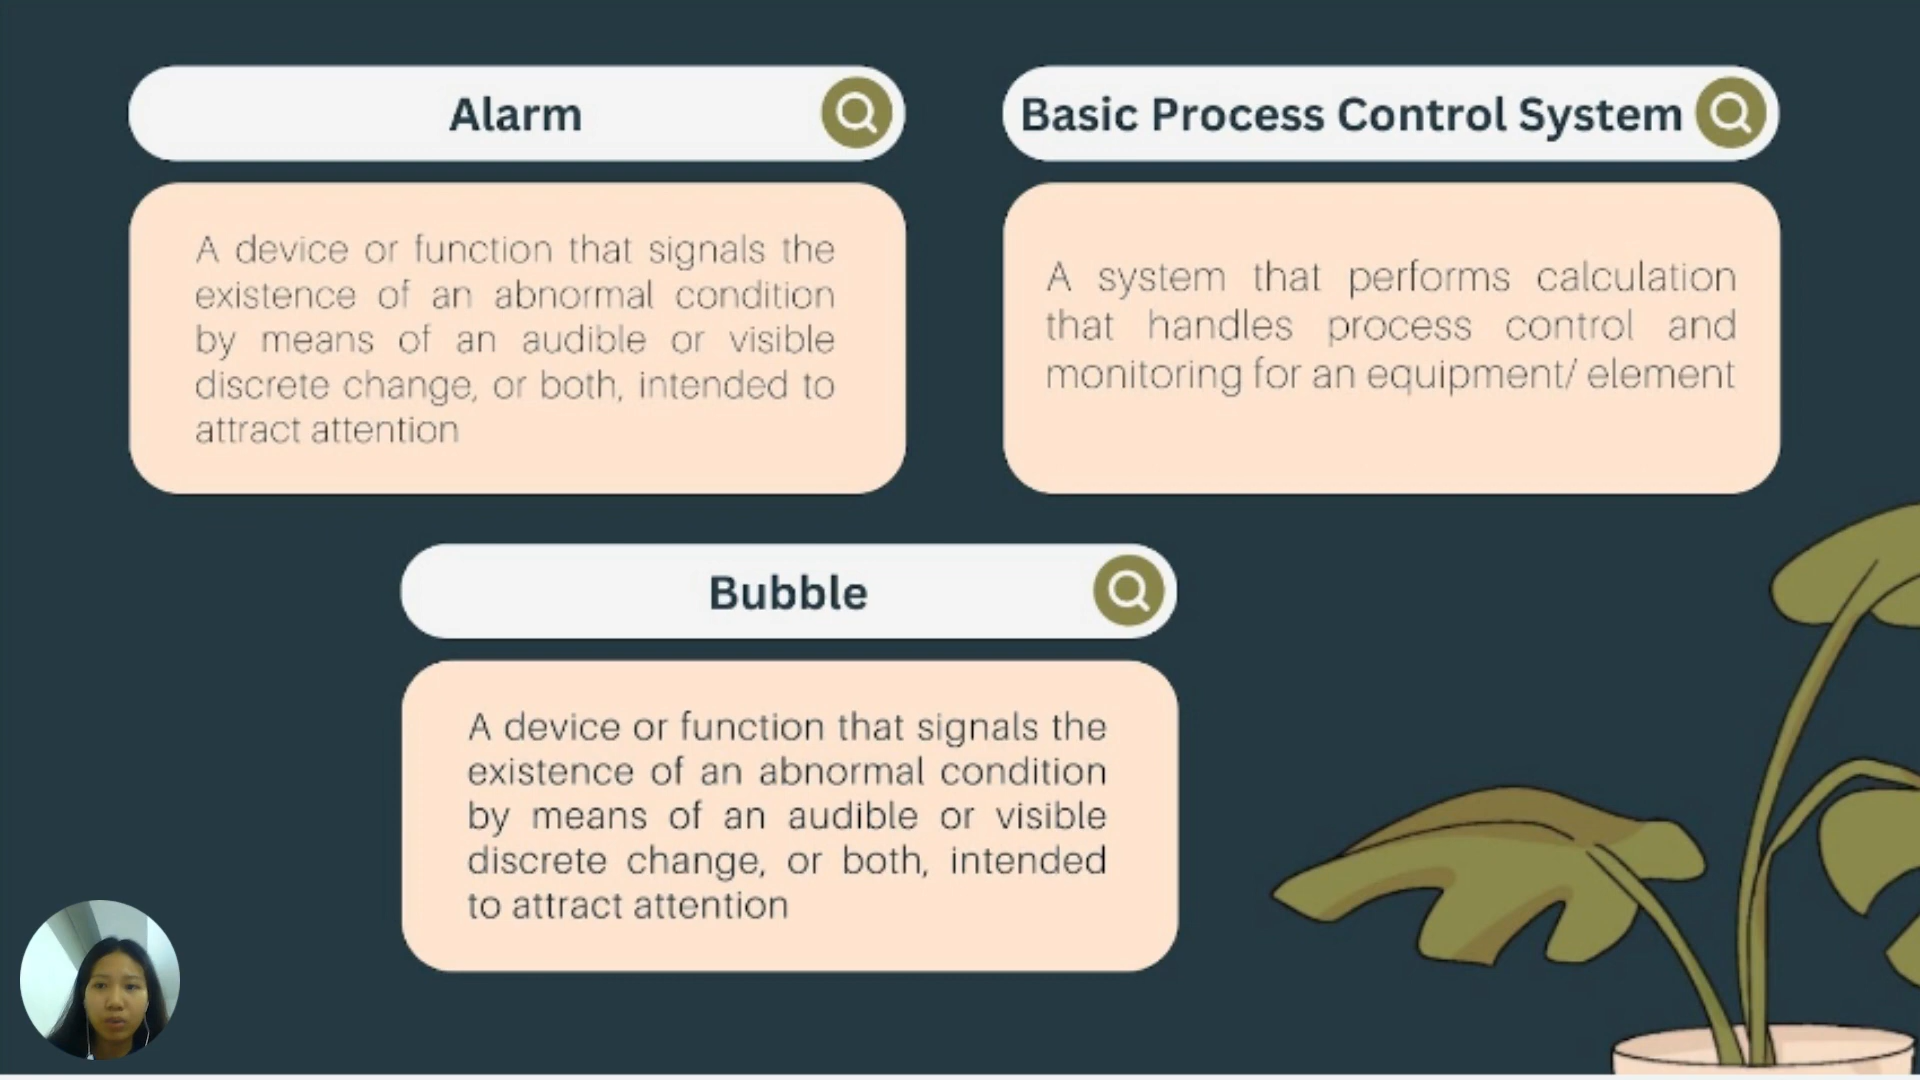 Alarm
A device or function that signals the
existence of an abnormal condition
by means of an audible or visible
discrete change, or both, intended to
attract attention
Basic Process Control System
A system that performs calculation
that handles process control and
monitoring for an equipment/ element
Bubble
A device or function that signals the
existence of an abnormal condition
by means of an audible or visible
discrete change, or both, intended
to attract attention